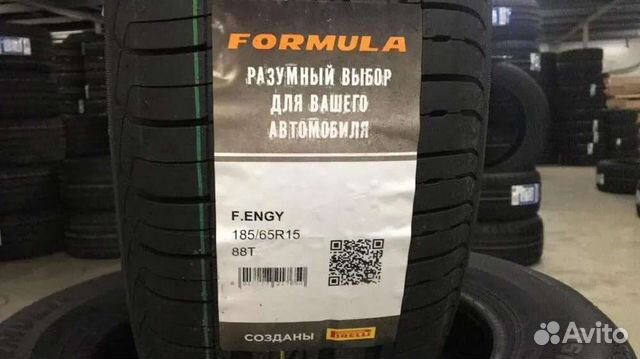 FORMULA
РАЗУМНЫЙ ВЫБОР
ДЛЯ ВАШЕГО
АВТОМОБИЛЯ
F.ENGY
185/65R15
88T
СОЗДАНЫ PIRELLI
Avito